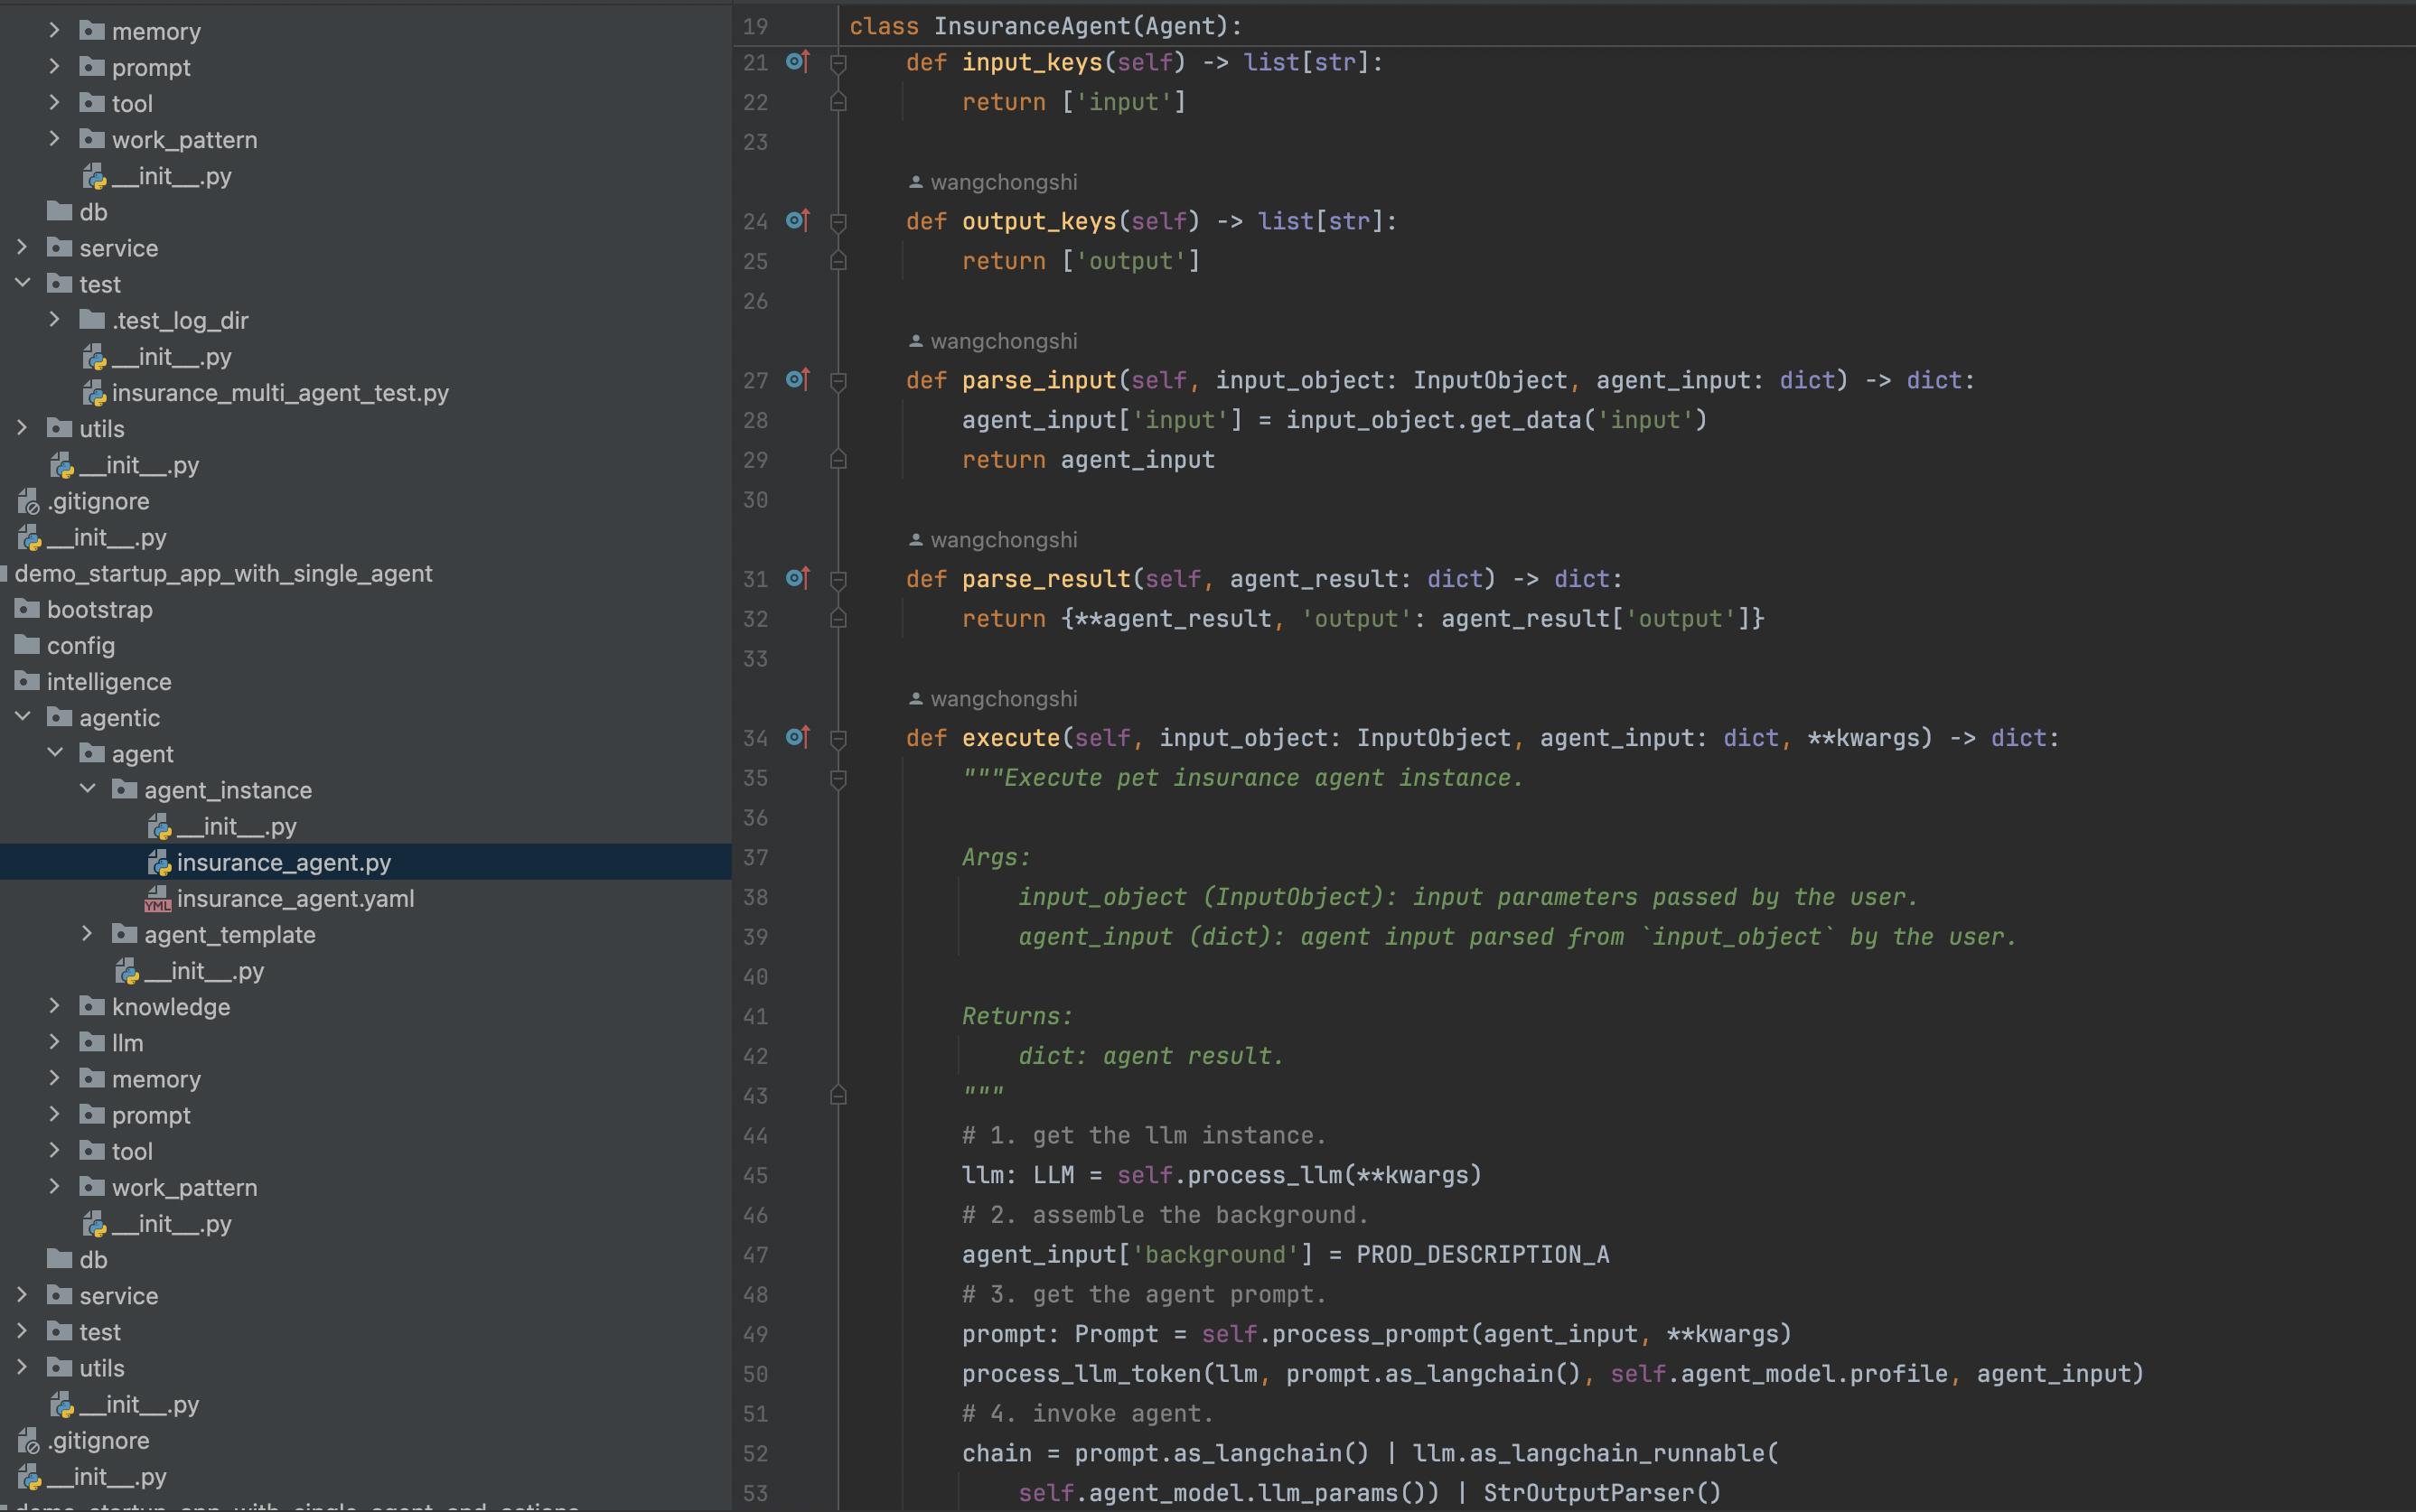 memory
prompt
tool
work_pattern
__init__.py
db
service
test
.test_log_dir
__init__.py
insurance_multi_agent_test.py
utils
__init__.py
.gitignore
__init__.py
demo_startup_app_with_single_agent
bootstrap
config
intelligence
agentic
agent
agent_instance
__init__.py
insurance_agent.py
YML insurance_agent.yaml
agent_template
__init__.py
knowledge
llm
memory
prompt
tool
work_pattern
__init__.py
db
service
test
utils
__init__.py
.gitignore
__init__.py
demo_startup_app_with_single_agent_and_actions
19 class InsuranceAgent(Agent):
21 def input_keys(self) -> list[str]:
22 return ['input']
23
wangchongshi
24 def output_keys(self) -> list[str]:
25 return ['output']
26
wangchongshi
27 def parse_input(self, input_object: InputObject, agent_input: dict) -> dict:
28 agent_input['input'] = input_object.get_data('input')
29 return agent_input
30
wangchongshi
31 def parse_result(self, agent_result: dict) -> dict:
32 return {**agent_result, 'output': agent_result['output']}
33
wangchongshi
34 def execute(self, input_object: InputObject, agent_input: dict, **kwargs) -> dict:
35 """Execute pet insurance agent instance.
36
37 Args:
38 input_object (InputObject): input parameters passed by the user.
39 agent_input (dict): agent input parsed from `input_object` by the user.
40
41 Returns:
42 dict: agent result.
43 """
44 # 1. get the llm instance.
45 llm: LLM = self.process_llm(**kwargs)
46 # 2. assemble the background.
47 agent_input['background'] = PROD_DESCRIPTION_A
48 # 3. get the agent prompt.
49 prompt: Prompt = self.process_prompt(agent_input, **kwargs)
50 process_llm_token(llm, prompt.as_langchain(), self.agent_model.profile, agent_input)
51 # 4. invoke agent.
52 chain = prompt.as_langchain() | llm.as_langchain_runnable(
53 self.agent_model.llm_params()) | StrOutputParser()